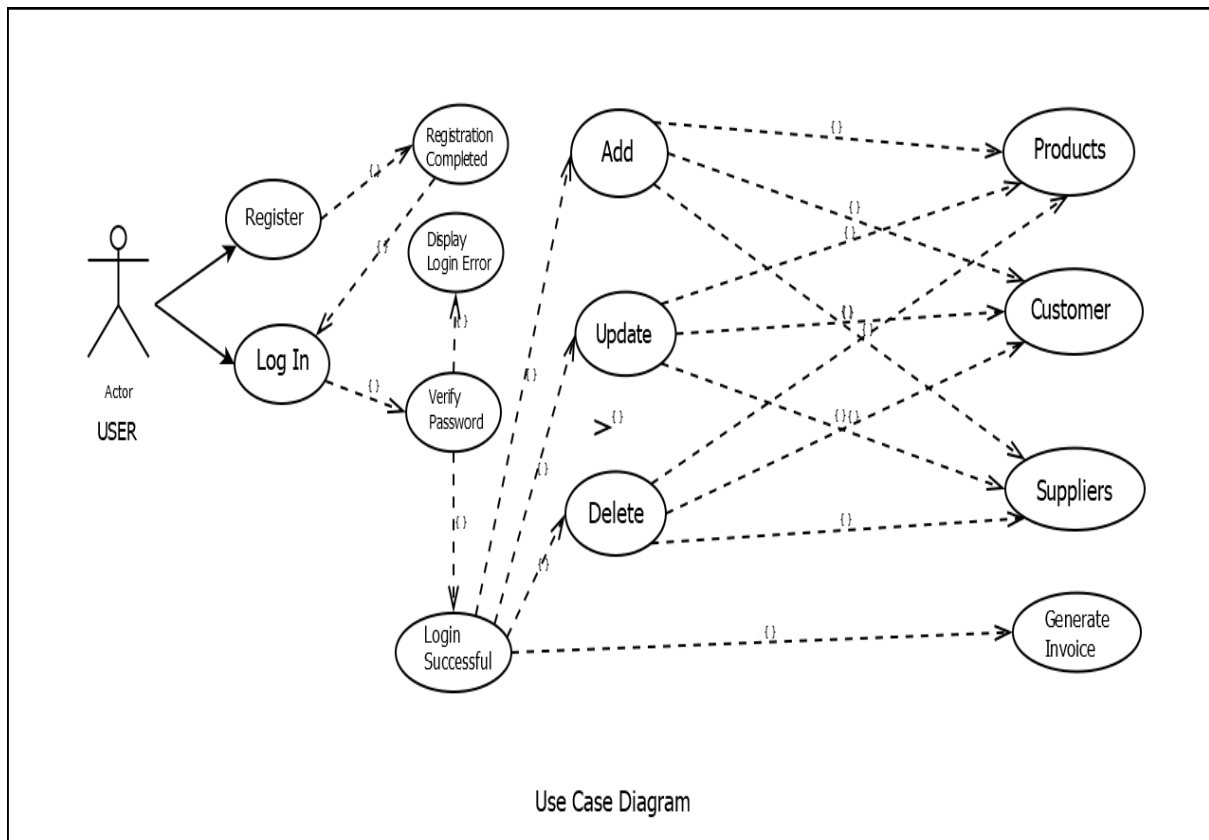 Registration
Completed
Add
{ }
Products
{ }
Register
Display
Login Error
{ }
{ }
{ }
Actor
USER
Log In
{ }
{ }
Verify
Password
Update
{ }
{ }
Customer
{ }
{ }
{ }
{ } { }
{ }
{ }
Delete
{ }
Suppliers
{ }
Login
Successful
{ }
Generate
Invoice
Use Case Diagram